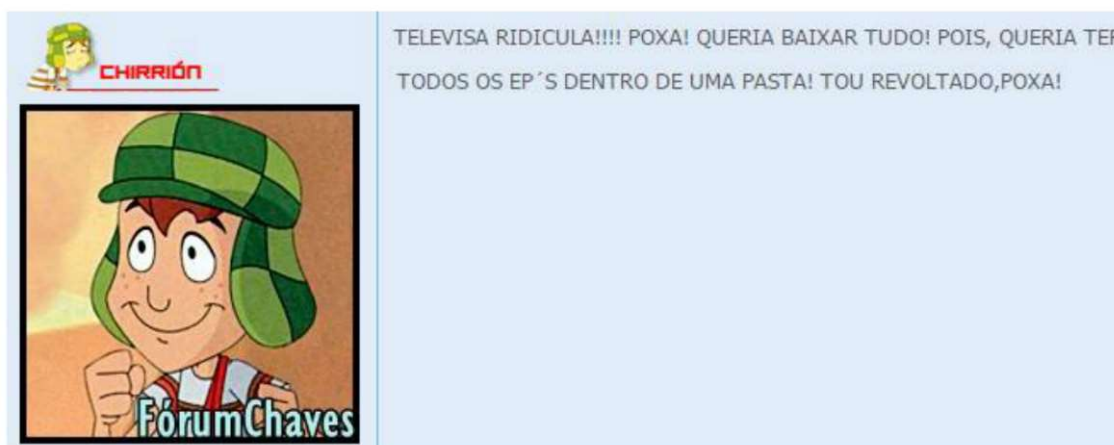 CHIRRIÓN
FórumChaves
TELEVISA RIDICULA!!!! POXA! QUERIA BAIXAR TUDO! POIS, QUERIA TER
TODOS OS EP´S DENTRO DE UMA PASTA! TOU REVOLTADO,POXA!